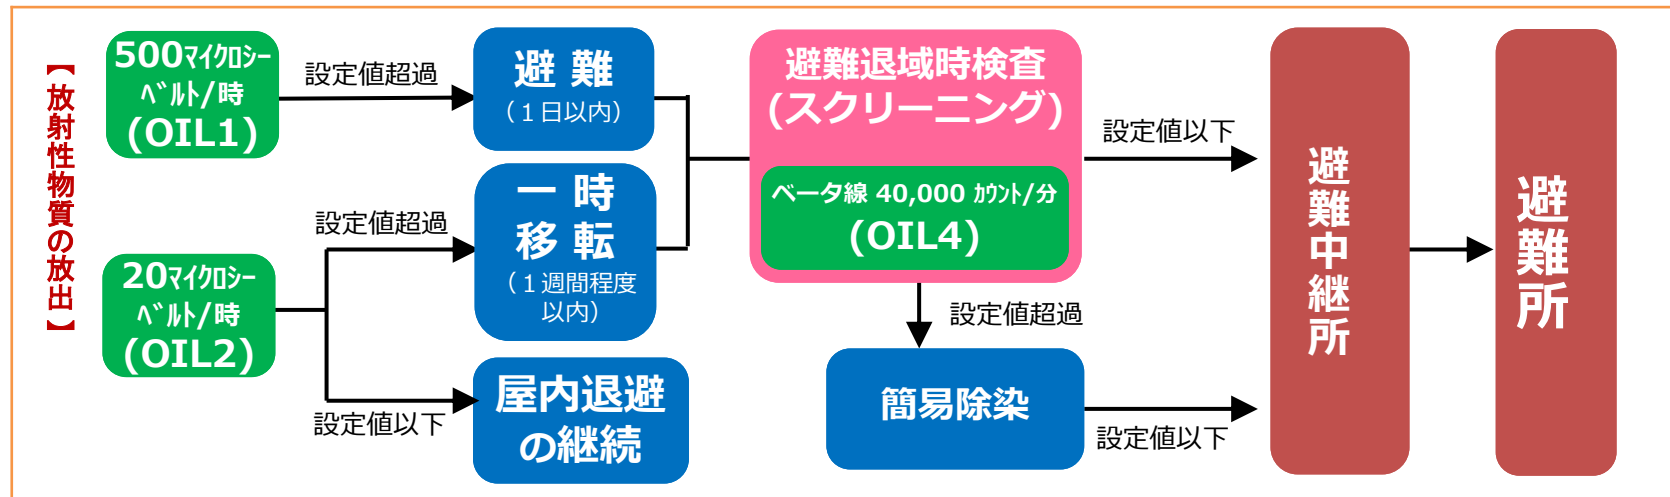 【放射性物質の放出】
500マイクロシー
ベルト/時
(OIL1)
設定値超過
避 難
(１日以内)
20マイクロシー
ベルト/時
(OIL2)
設定値超過
一 時
移 転
(１週間程度
以内)
設定値以下
屋内退避
の継続
避難退域時検査
(スクリーニング)
ベータ線 40,000 カウント/分
(OIL4)
設定値以下
設定値超過
簡易除染
設定値以下
避難中継所
避難所